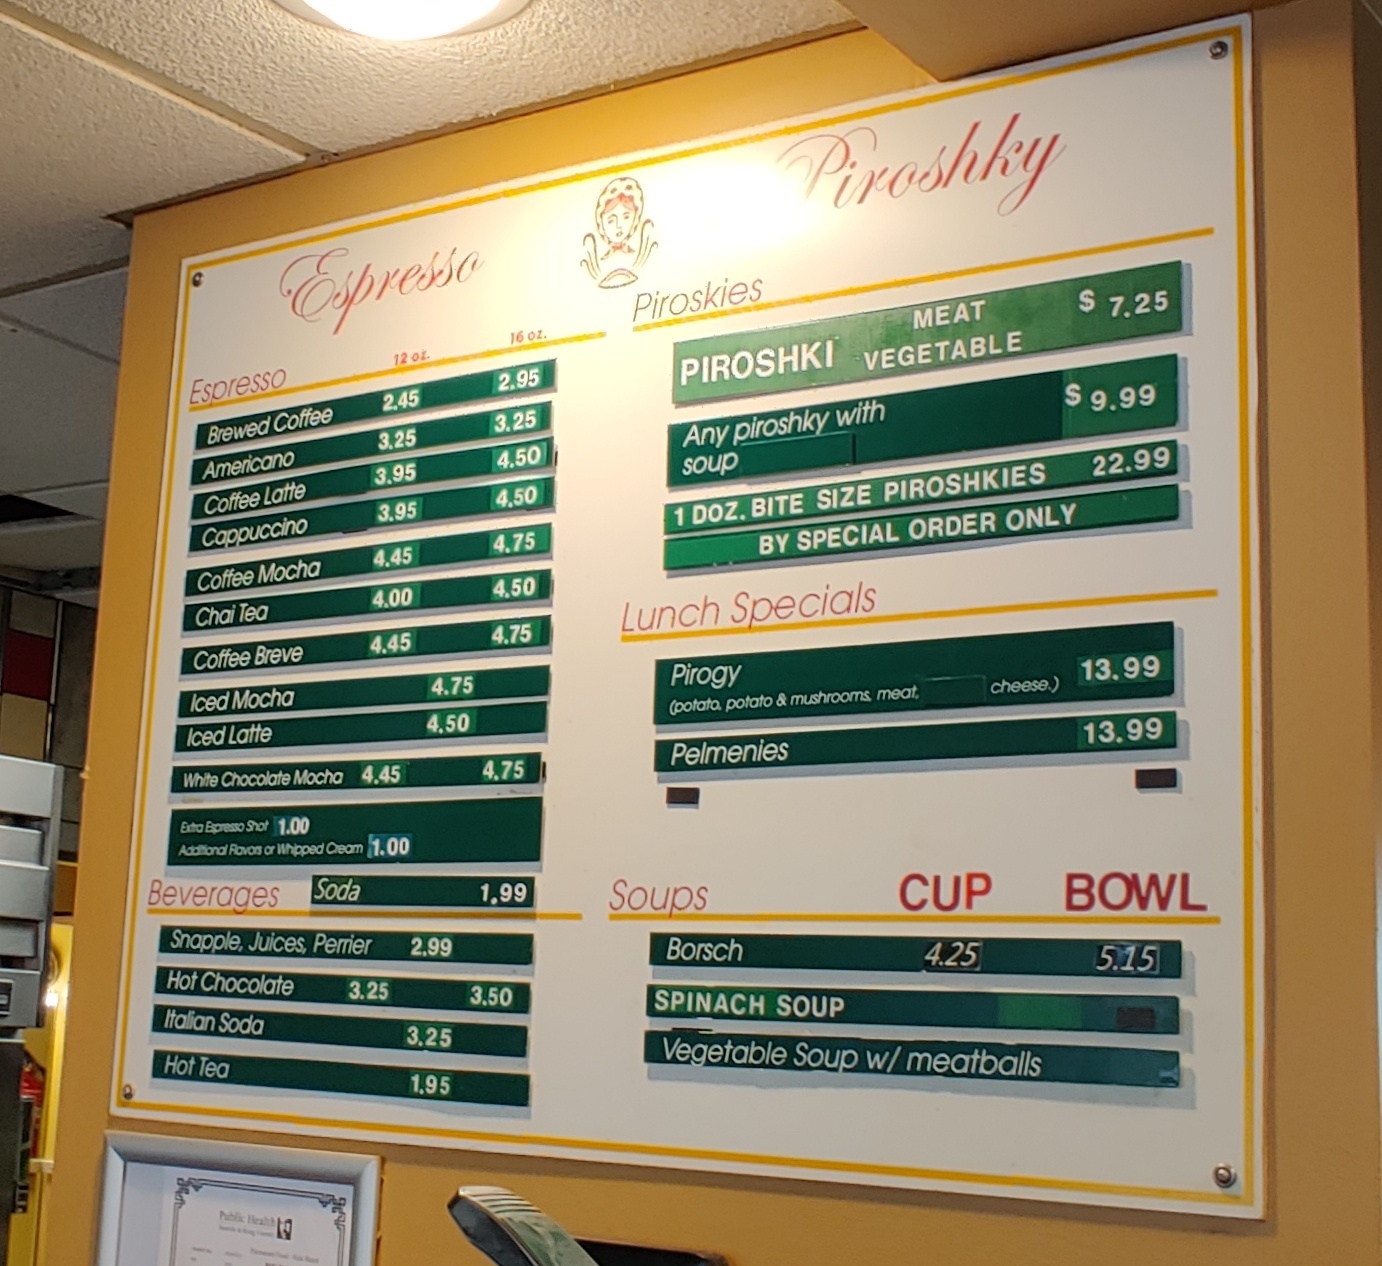 Espresso
Piroshky
12 oz. 16 oz.
Espresso
Brewed Coffee 2.45 2.95
Americano 3.25 3.25
Coffee Latte 3.95 4.50
Cappuccino 3.95 4.50
Coffee Mocha 4.45 4.75
Chai Tea 4.00 4.50
Coffee Breve 4.45 4.75
Iced Mocha 4.75
Iced Latte 4.50
White Chocolate Mocha 4.45 4.75
Extra Espresso Shot 1.00
Additional Flavors or Whipped Cream 1.00
Beverages Soda 1.99
Snapple, Juices, Perrier 2.99
Hot Chocolate 3.25 3.50
Italian Soda 3.25
Hot Tea 1.95
Piroskies
PIROSHKI MEAT $ 7.25
VEGETABLE
Any piroshky with $ 9.99
soup
1 DOZ. BITE SIZE PIROSHKIES 22.99
BY SPECIAL ORDER ONLY
Lunch Specials
Pirogy 13.99
(potato, potato & mushrooms, meat, cheese.)
Pelmenies 13.99
Soups CUP BOWL
Borsch 4.25 5.15
SPINACH SOUP
Vegetable Soup w/ meatballs
Public Health